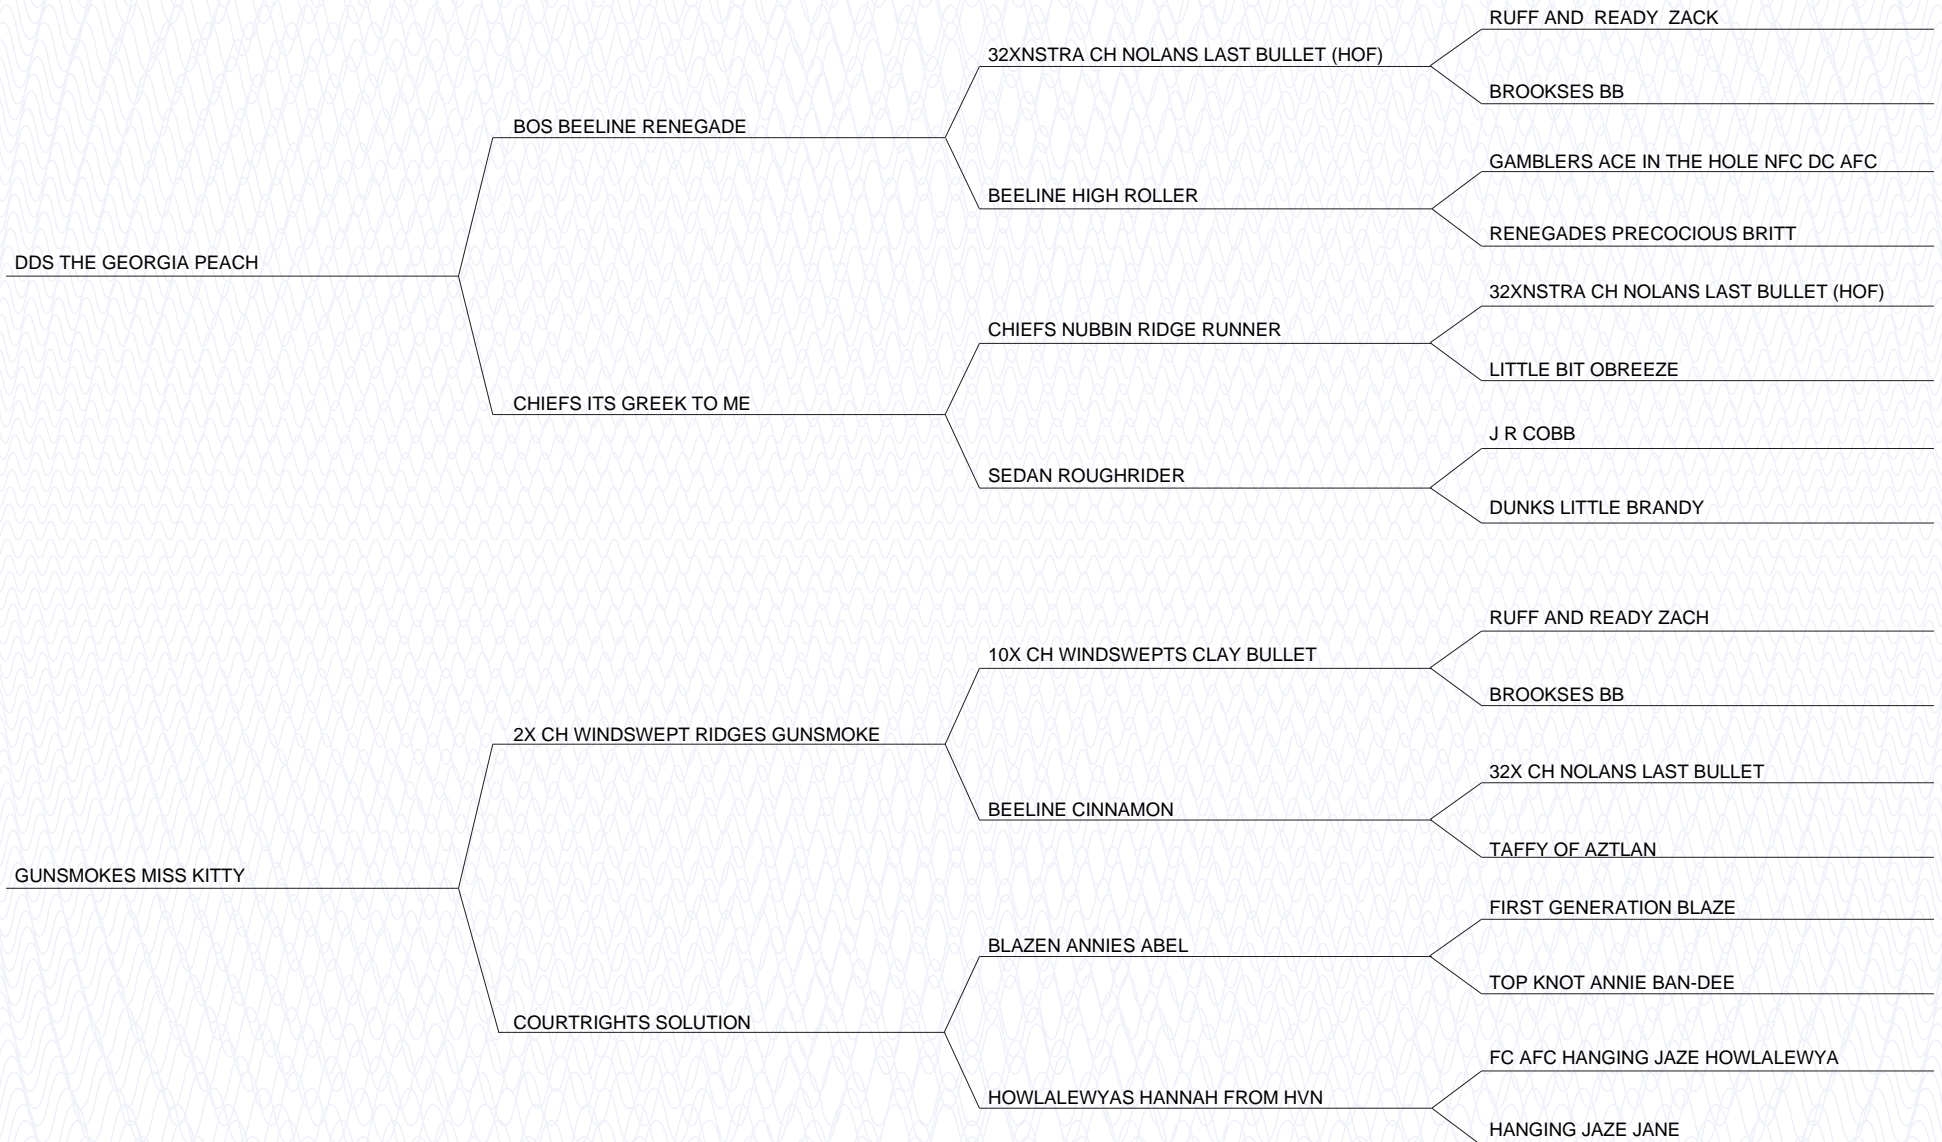 RUFF AND  READY  ZACK
32XNSTRA CH NOLANS LAST BULLET (HOF)
BROOKSES BB
BOS BEELINE RENEGADE
GAMBLERS ACE IN THE HOLE NFC DC AFC
BEELINE HIGH ROLLER
RENEGADES PRECOCIOUS BRITT
DDS THE GEORGIA PEACH
32XNSTRA CH NOLANS LAST BULLET (HOF)
CHIEFS NUBBIN RIDGE RUNNER
LITTLE BIT OBREEZE
CHIEFS ITS GREEK TO ME
J R COBB
SEDAN ROUGHRIDER
DUNKS LITTLE BRANDY
RUFF AND READY ZACH
10X CH WINDSWEPTS CLAY BULLET
BROOKSES BB
2X CH WINDSWEPT RIDGES GUNSMOKE
32X CH NOLANS LAST BULLET
BEELINE CINNAMON
TAFFY OF AZTLAN
GUNSMOKES MISS KITTY
FIRST GENERATION BLAZE
BLAZEN ANNIES ABEL
TOP KNOT ANNIE BAN-DEE
COURTRIGHTS SOLUTION
FC AFC HANGING JAZE HOWLALEWYA
HOWLALEWYAS HANNAH FROM HVN
HANGING JAZE JANE